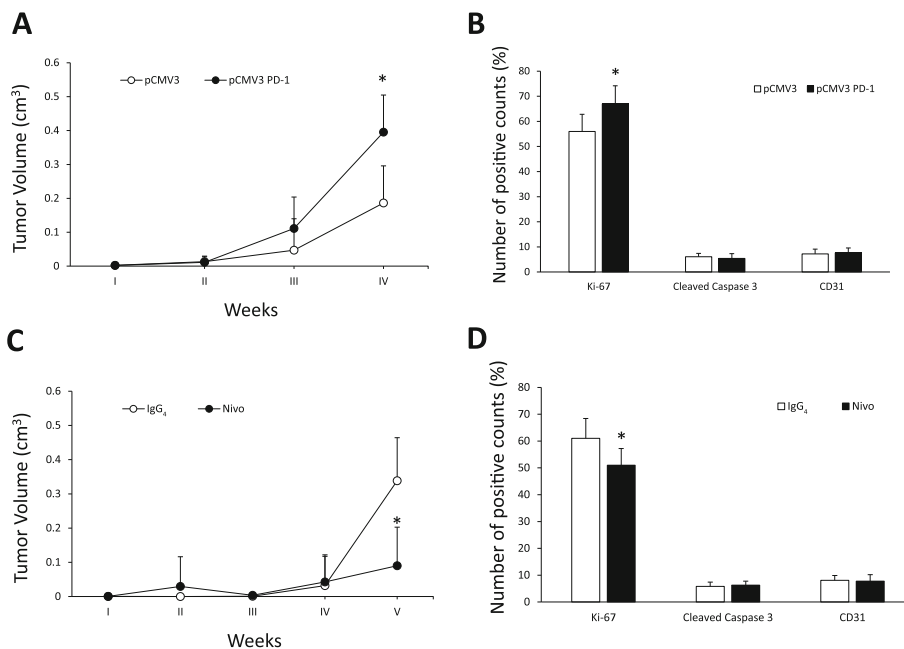 A
Tumor Volume (cm³)
0.6
0.5
0.4
0.3
0.2
0.1
0
pCMV3 pCMV3 PD-1
*
I II III IV
Weeks
B
Number of positive counts (%)
80
70
60
50
40
30
20
10
0
pCMV3 pCMV3 PD-1
*
Ki-67 Cleaved Caspase 3 CD31
C
Tumor Volume (cm³)
0.6
0.5
0.4
0.3
0.2
0.1
0
IgG₄ Nivo
*
I II III IV V
Weeks
D
Number of positive counts (%)
80
70
60
50
40
30
20
10
0
IgG₄ Nivo
*
Ki-67 Cleaved Caspase 3 CD31